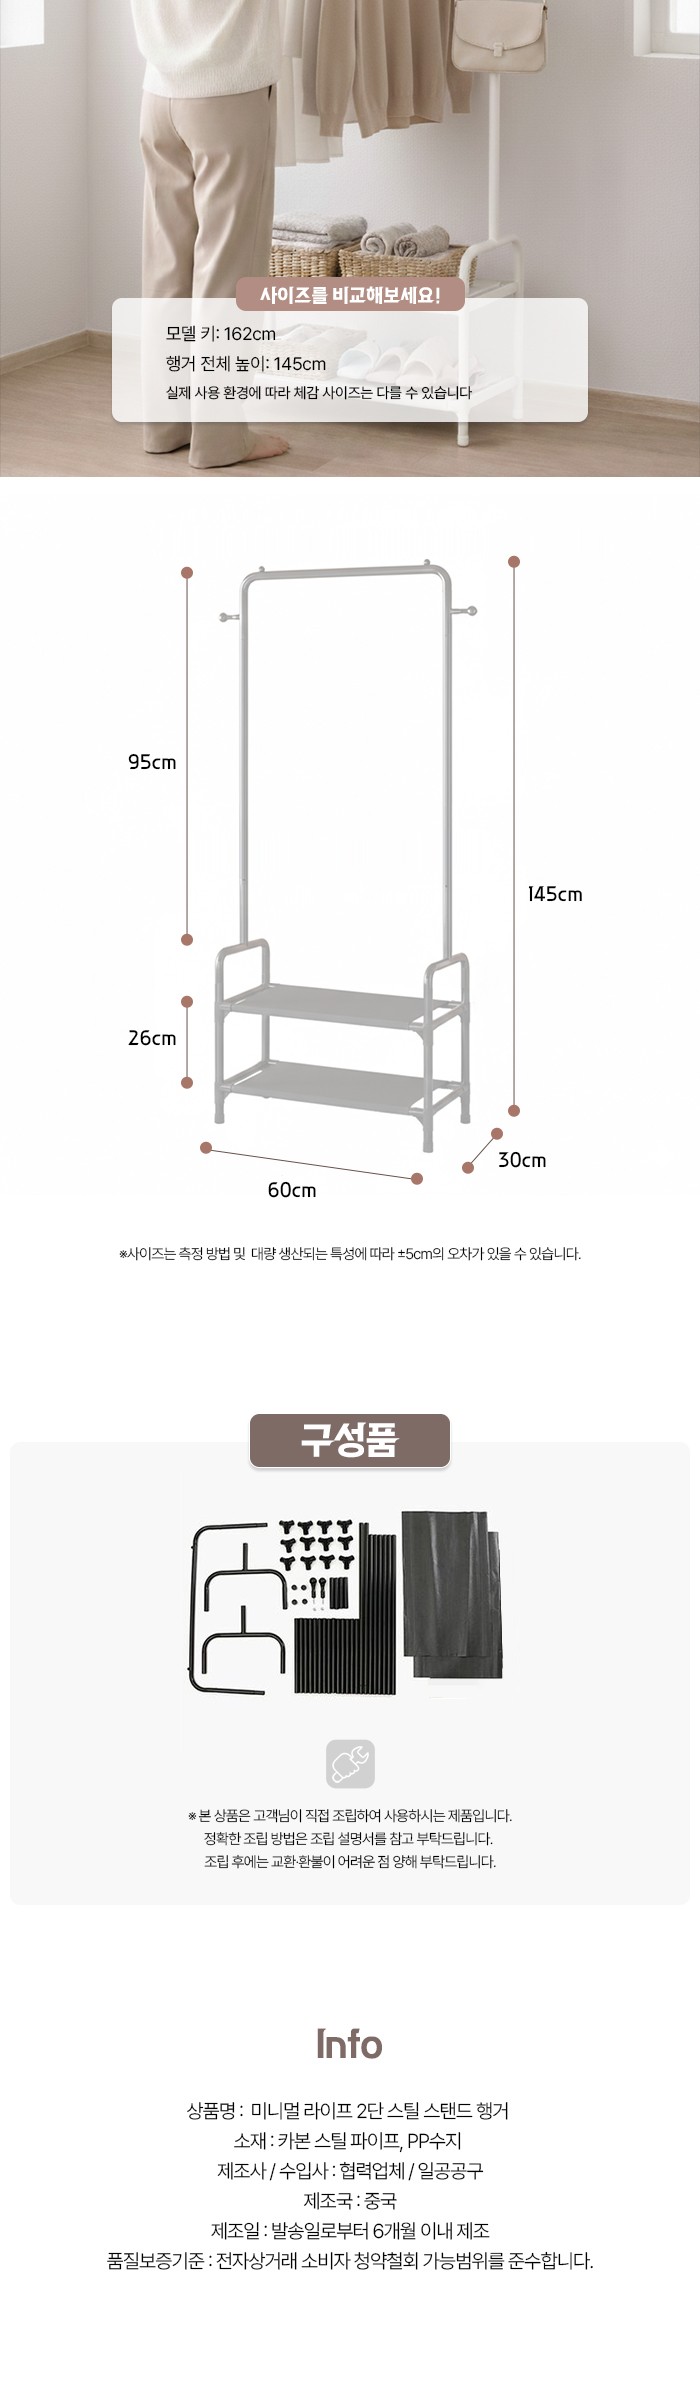 사이즈를 비교해보세요!
모델 키: 162cm
행거 전체 높이: 145cm
실제 사용 환경에 따라 체감 사이즈는 다를 수 있습니다
95cm
145cm
26cm
30cm
60cm
※사이즈는 측정 방법 및 대량 생산되는 특성에 따라 ±5cm의 오차가 있을 수 있습니다.
구성품
※ 본 상품은 고객님이 직접 조립하여 사용하시는 제품입니다.
정확한 조립 방법은 조립 설명서를 참고 부탁드립니다.
조립 후에는 교환·환불이 어려운 점 양해 부탁드립니다.
Info
상품명 : 미니멀 라이프 2단 스틸 스탠드 행거
소재 : 카본 스틸 파이프, PP수지
제조사 / 수입사 : 협력업체 / 일공공구
제조국 : 중국
제조일 : 발송일로부터 6개월 이내 제조
품질보증기준 : 전자상거래 소비자 청약철회 가능범위를 준수합니다.